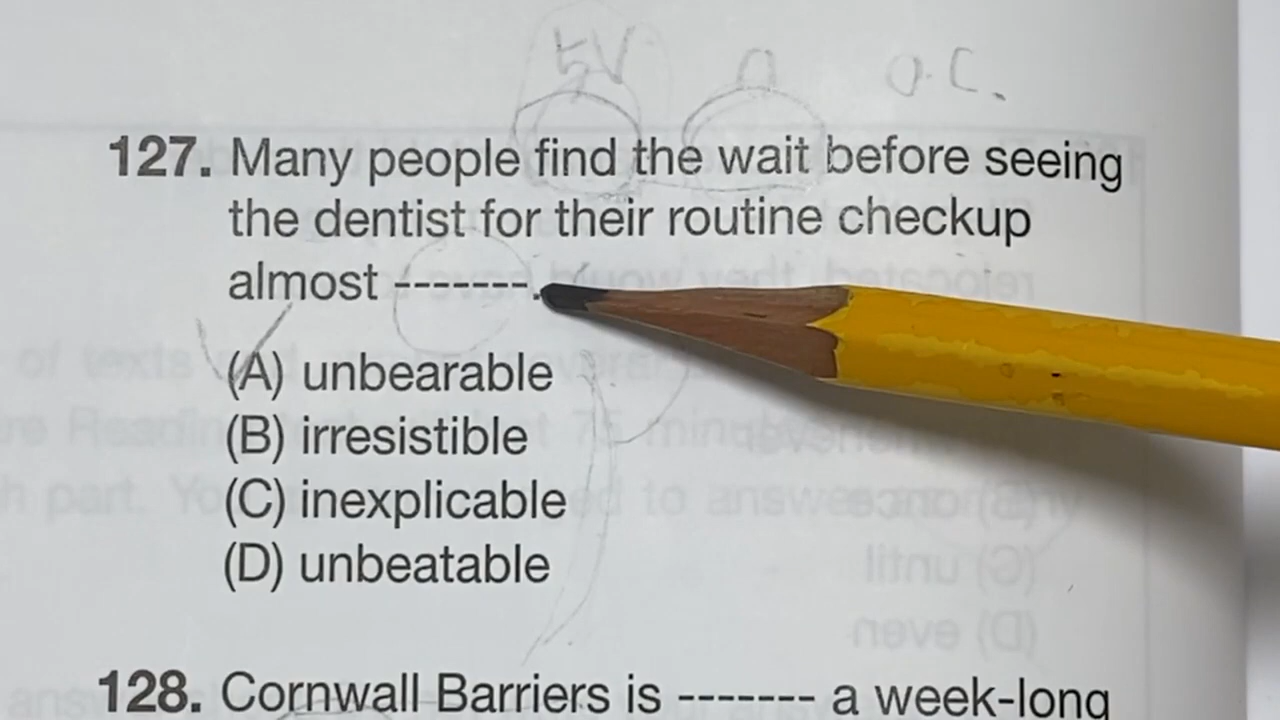 5V O O.C.
127. Many people find the wait before seeing
the dentist for their routine checkup
almost -------.
(A) unbearable
(B) irresistible
(C) inexplicable
(D) unbeatable
128. Cornwall Barriers is ------- a week-long